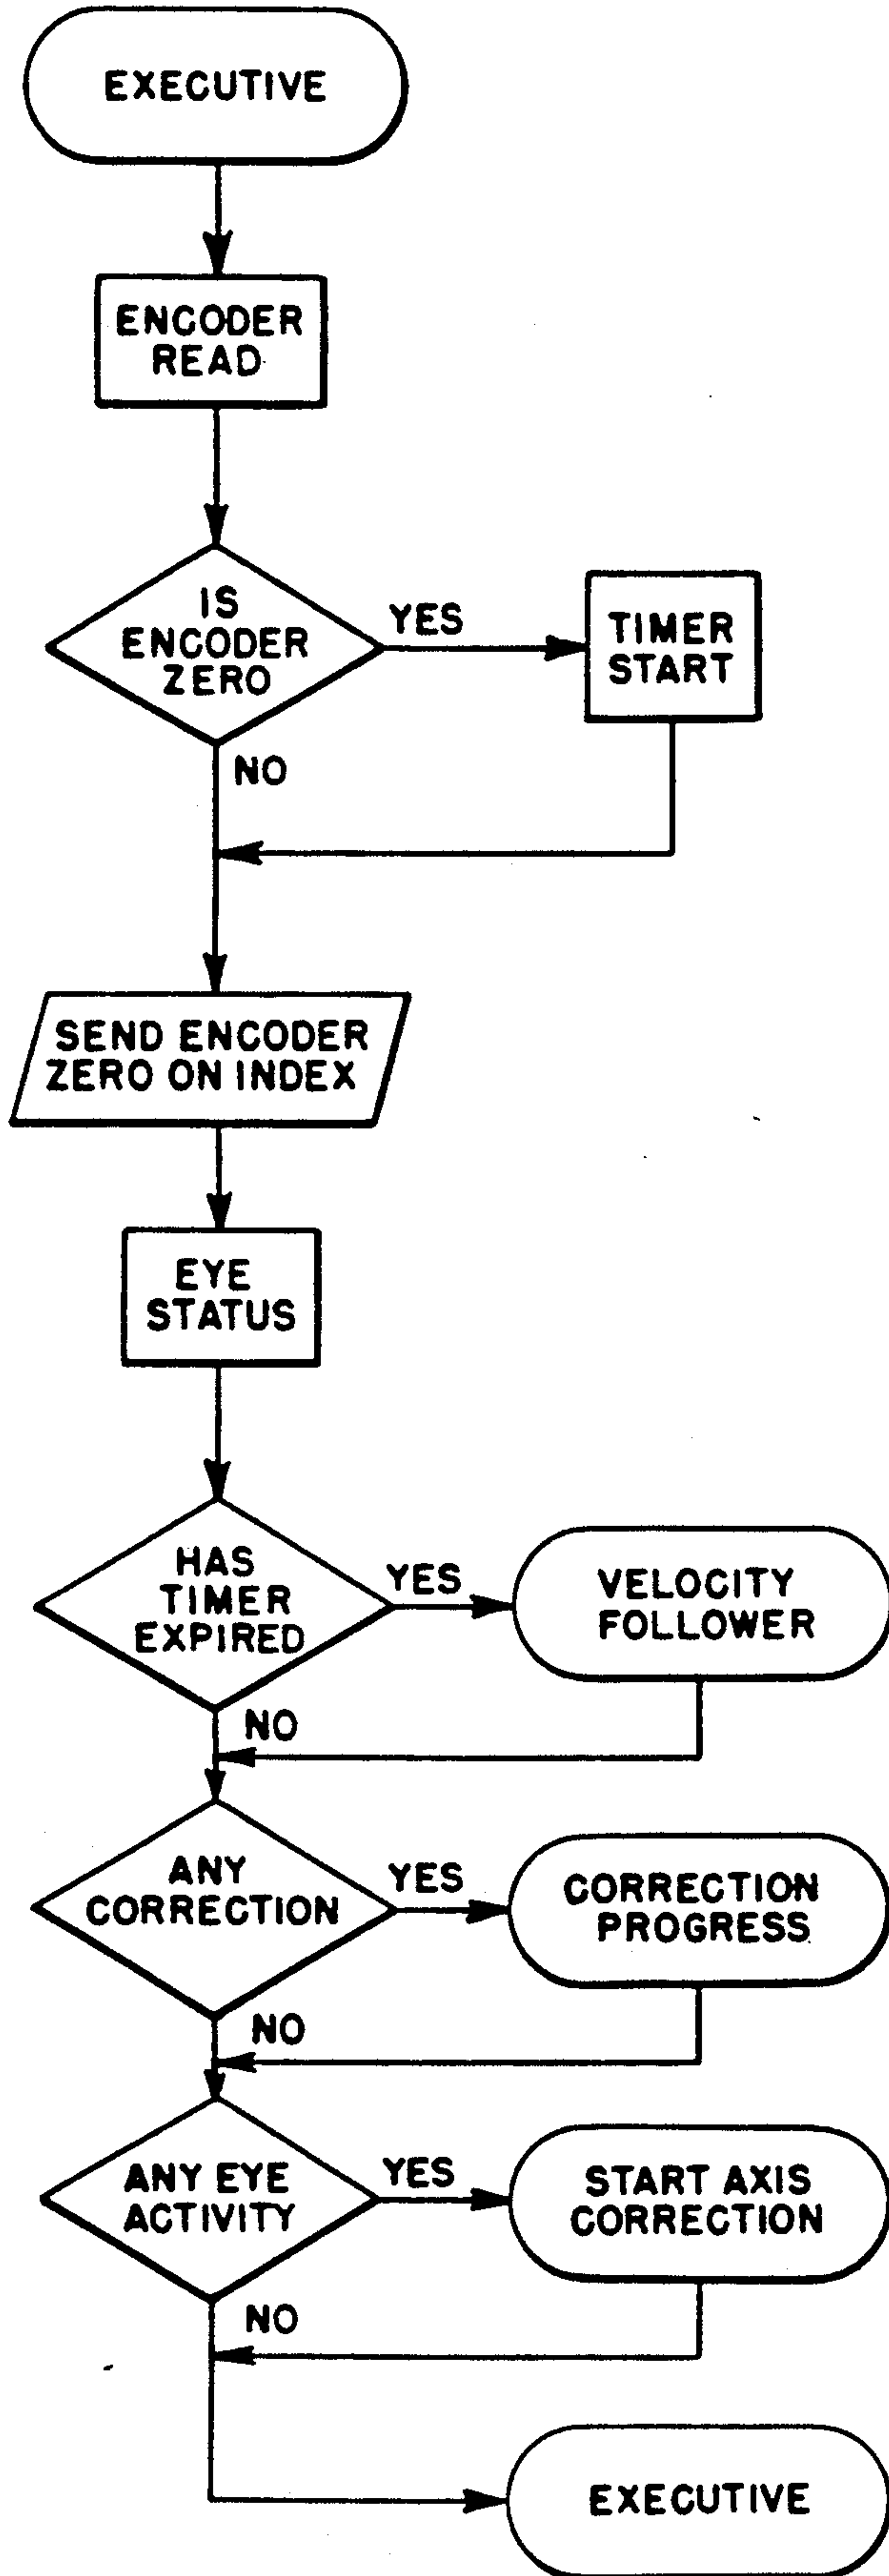 EXECUTIVE
ENCODER
READ
IS
ENCODER
ZERO
YES
TIMER
START
NO
SEND ENCODER
ZERO ON INDEX
EYE
STATUS
HAS
TIMER
EXPIRED
YES
VELOCITY
FOLLOWER
NO
ANY
CORRECTION
YES
CORRECTION
PROGRESS
NO
ANY EYE
ACTIVITY
YES
START AXIS
CORRECTION
NO
EXECUTIVE